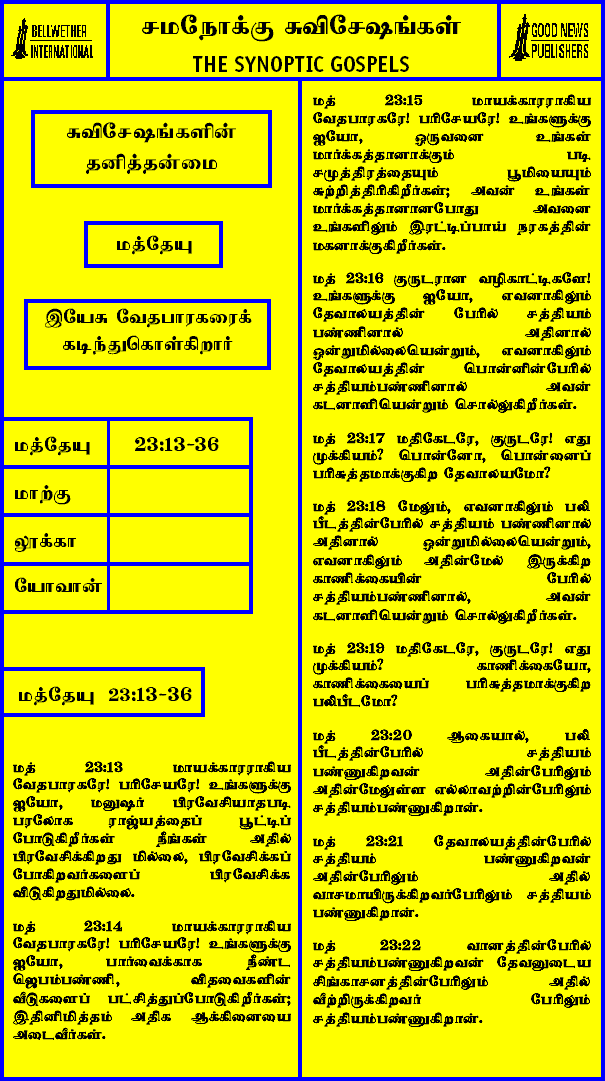 BELLWETHER
INTERNATIONAL
சமநோக்கு சுவிசேஷங்கள்
THE SYNOPTIC GOSPELS
GOOD NEWS
PUBLISHERS
சுவிசேஷங்களின்
தனித்தன்மை
மத்தேயு
இயேசு வேதபாரகரைக்
கடிந்துகொள்கிறார்
மத்தேயு 23:13-36
மாற்கு
லூக்கா
யோவான்
மத்தேயு 23:13-36
மத் 23:13 மாயக்காரராகிய
வேதபாரகரே! பரிசேயரே! உங்களுக்கு
ஐயோ, மனுஷர் பிரவேசியாதபடி
பரலோக ராஜ்யத்தைப் பூட்டிப்
போடுகிறீர்கள் நீங்கள் அதில்
பிரவேசிக்கிறது மில்லை, பிரவேசிக்கப்
போகிறவர்களைப் பிரவேசிக்க
விடுகிறதுமில்லை.
மத் 23:14 மாயக்காரராகிய
வேதபாரகரே! பரிசேயரே! உங்களுக்கு
ஐயோ, பார்வைக்காக நீண்ட
ஜெபம்பண்ணி, விதவைகளின்
வீடுகளைப் பட்சித்துப்போடுகிறீர்கள்;
இதினிமித்தம் அதிக ஆக்கினையை
அடைவீர்கள்.
மத் 23:15 மாயக்காரராகிய
வேதபாரகரே! பரிசேயரே! உங்களுக்கு
ஐயோ, ஒருவனை உங்கள்
மார்க்கத்தானாக்கும் படி
சமுத்திரத்தையும் பூமியையும்
சுற்றித்திரிகிறீர்கள்; அவன் உங்கள்
மார்க்கத்தானானபோது அவனை
உங்களிலும் இரட்டிப்பாய் நரகத்தின்
மகனாக்குகிறீர்கள்.
மத் 23:16 குருடரான வழிகாட்டிகளே!
உங்களுக்கு ஐயோ, எவனாகிலும்
தேவாலயத்தின் பேரில் சத்தியம்
பண்ணினால் அதினால்
ஒன்றுமில்லையென்றும், எவனாகிலும்
தேவாலயத்தின் பொன்னின்பேரில்
சத்தியம்பண்ணினால் அவன்
கடனாளியென்றும் சொல்லுகிறீர்கள்.
மத் 23:17 மதிகேடரே, குருடரே! எது
முக்கியம்? பொன்னோ, பொன்னைப்
பரிசுத்தமாக்குகிற தேவாலயமோ?
மத் 23:18 மேலும், எவனாகிலும் பலி
பீடத்தின்பேரில் சத்தியம் பண்ணினால்
அதினால் ஒன்றுமில்லையென்றும்,
எவனாகிலும் அதின்மேல் இருக்கிற
காணிக்கையின் பேரில்
சத்தியம்பண்ணினால், அவன்
கடனாளியென்றும் சொல்லுகிறீர்கள்.
மத் 23:19 மதிகேடரே, குருடரே! எது
முக்கியம்? காணிக்கையோ,
காணிக்கையைப் பரிசுத்தமாக்குகிற
பலிபீடமோ?
மத் 23:20 ஆகையால், பலி
பீடத்தின்பேரில் சத்தியம்
பண்ணுகிறவன் அதின்பேரிலும்
அதின்மேலுள்ள எல்லாவற்றின்பேரிலும்
சத்தியம்பண்ணுகிறான்.
மத் 23:21 தேவாலயத்தின்பேரில்
சத்தியம் பண்ணுகிறவன்
அதின்பேரிலும் அதில்
வாசமாயிருக்கிறவர்பேரிலும் சத்தியம்
பண்ணுகிறான்.
மத் 23:22 வானத்தின்பேரில்
சத்தியம்பண்ணுகிறவன் தேவனுடைய
சிங்காசனத்தின்பேரிலும் அதில்
வீற்றிருக்கிறவர் பேரிலும்
சத்தியம்பண்ணுகிறான்.